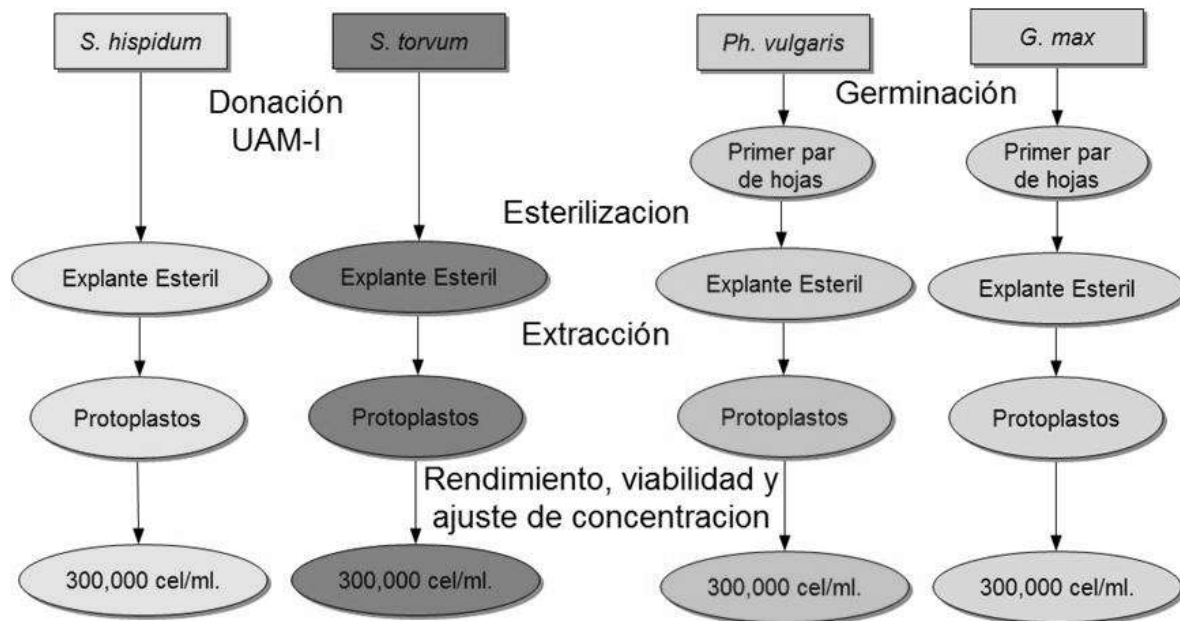 S. hispidum
S. torvum
Ph. vulgaris
G. max
Donación
UAM-I
Germinación
Primer par
de hojas
Primer par
de hojas
Esterilizacion
Explante Esteril
Explante Esteril
Explante Esteril
Explante Esteril
Extracción
Protoplastos
Protoplastos
Protoplastos
Protoplastos
Rendimiento, viabilidad y
ajuste de concentracion
300,000 cel/ml.
300,000 cel/ml.
300,000 cel/ml.
300,000 cel/ml.